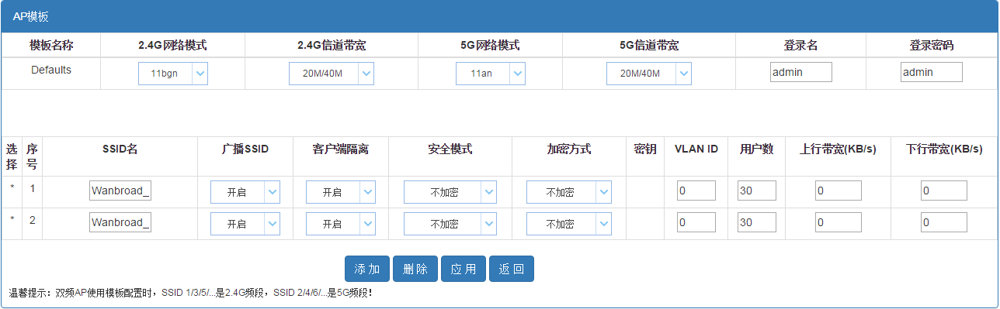 AP模板
模板名称 2.4G网络模式 2.4G信道带宽 5G网络模式 5G信道带宽 登录名 登录密码
Defaults 11bgn 20M/40M 11an 20M/40M admin admin
选择 序号 SSID名 广播SSID 客户端隔离 安全模式 加密方式 密钥 VLAN ID 用户数 上行带宽(KB/s) 下行带宽(KB/s)
* 1 Wanbroad_ 开启 开启 不加密 不加密 0 30 0 0
* 2 Wanbroad_ 开启 开启 不加密 不加密 0 30 0 0
添 加 删 除 应 用 返 回
温馨提示：双频AP使用模板配置时，SSID 1/3/5/...是2.4G频段，SSID 2/4/6/...是5G频段！